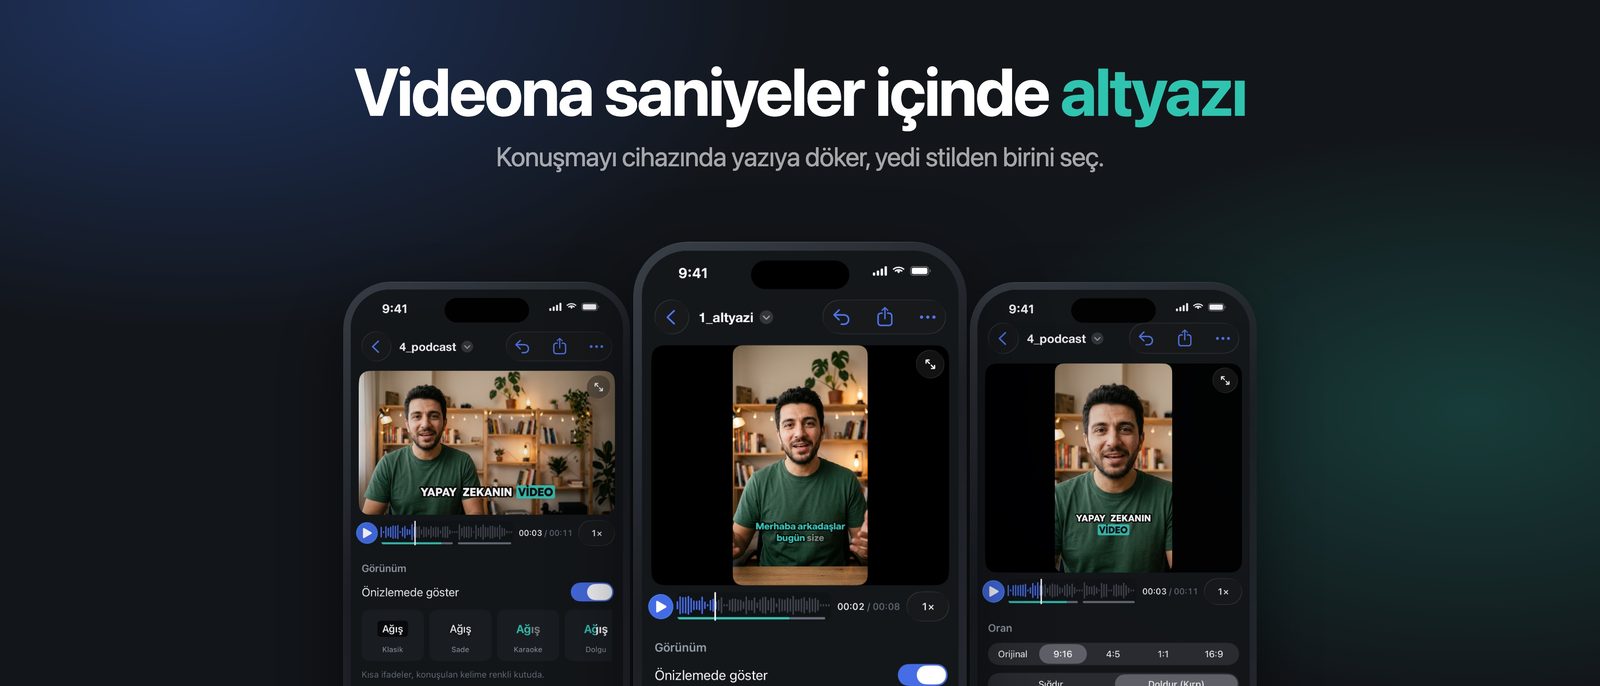 Videona saniyeler içinde altyazı
Konuşmayı cihazında yazıya döker, yedi stilden birini seç.
9:41
4_podcast
YAPAY ZEKANIN VİDEO
00:03 / 00:11
1×
Görünüm
Önizlemede göster
Ağış
Klasik
Ağış
Sade
Ağış
Karaoke
Ağış
Dolgu
Kısa ifadeler, konuşulan kelime renkli kutuda.
9:41
1_altyazi
Merhaba arkadaşlar
bugün size
00:02 / 00:08
1×
Görünüm
Önizlemede göster
9:41
4_podcast
YAPAY ZEKANIN
VİDEO
00:03 / 00:11
1×
Oran
Orijinal 9:16 4:5 1:1 16:9
Sığdır Doldur (Kırp)